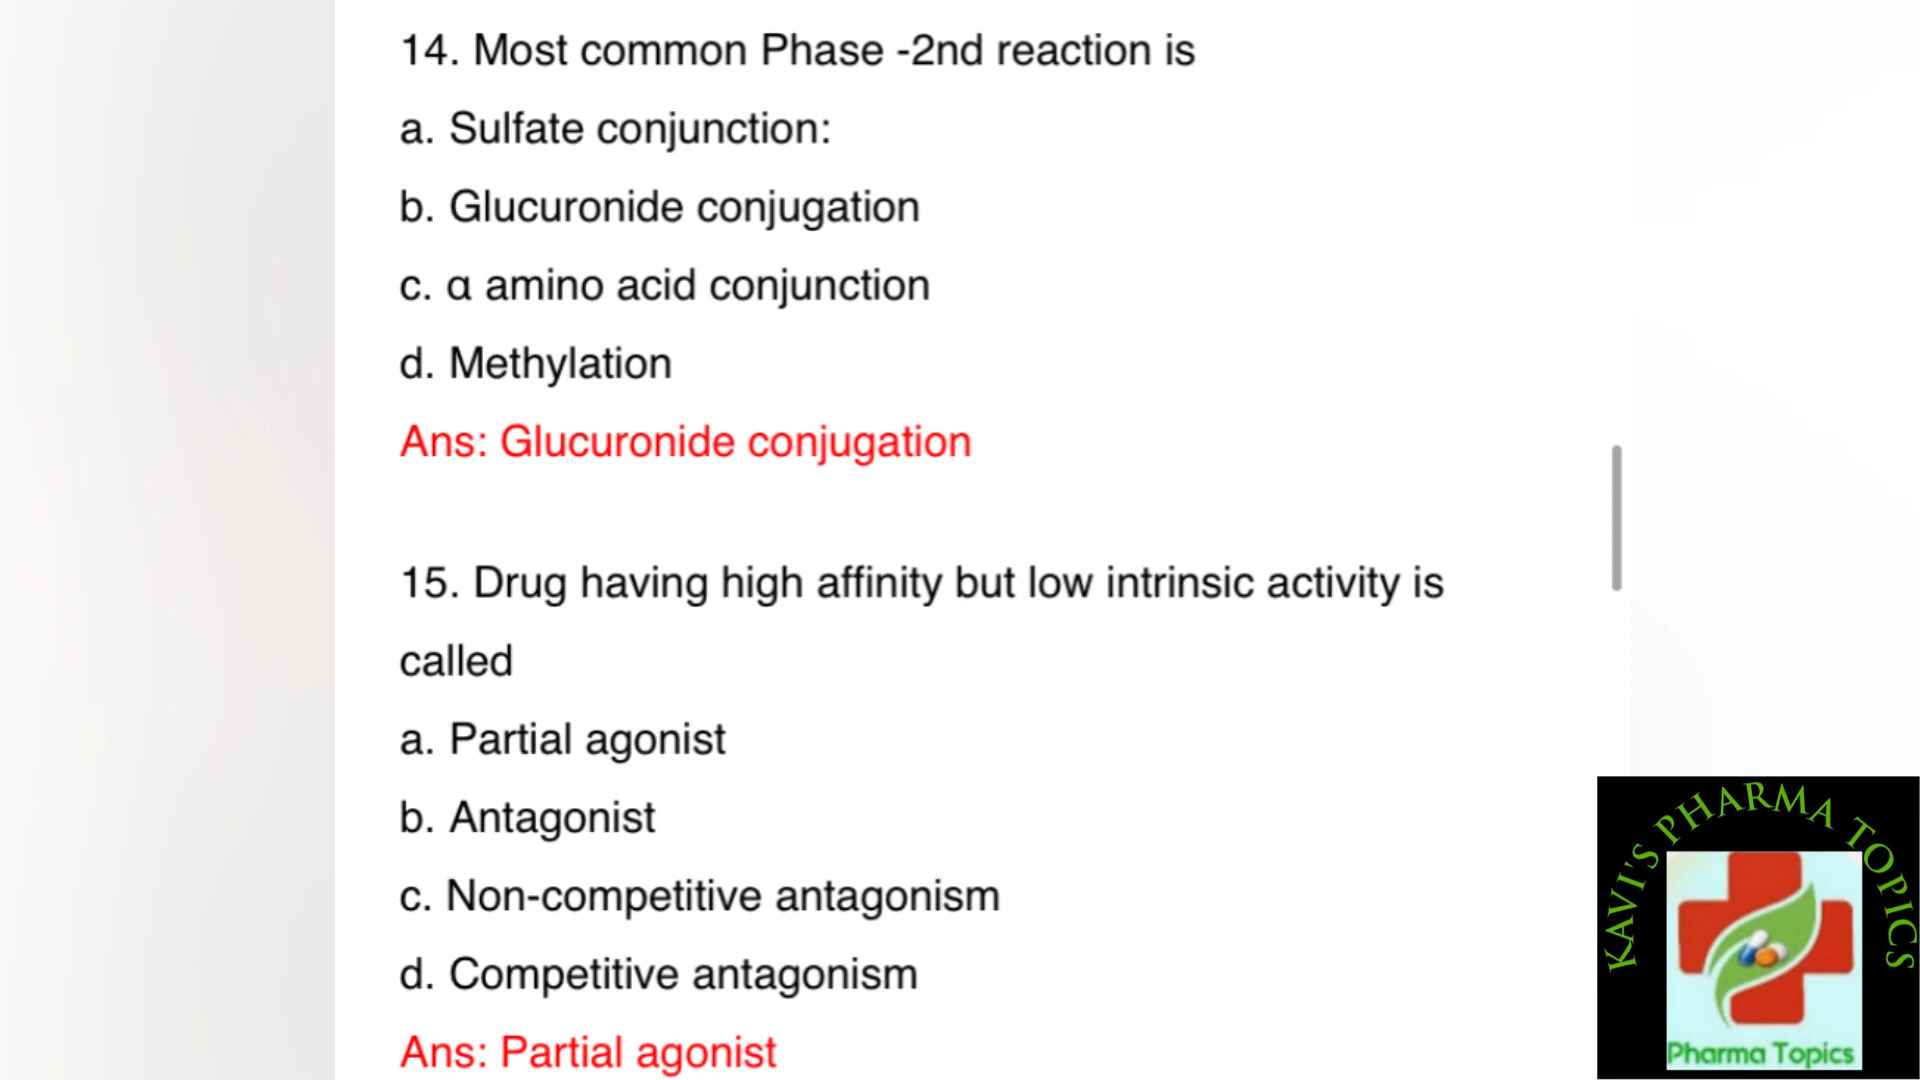 14. Most common Phase -2nd reaction is
a. Sulfate conjunction:
b. Glucuronide conjugation
c. α amino acid conjunction
d. Methylation
Ans: Glucuronide conjugation
15. Drug having high affinity but low intrinsic activity is
called
a. Partial agonist
b. Antagonist
c. Non-competitive antagonism
d. Competitive antagonism
Ans: Partial agonist
KAVI'S PHARMA TOPICS
Pharma Topics